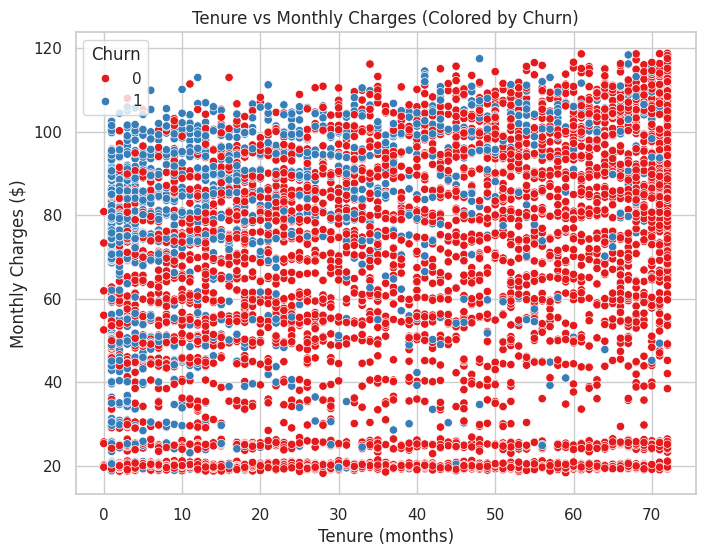 Tenure vs Monthly Charges (Colored by Churn)
Churn
0
1
120
100
80
60
40
20
Monthly Charges ($)
0 10 20 30 40 50 60 70
Tenure (months)